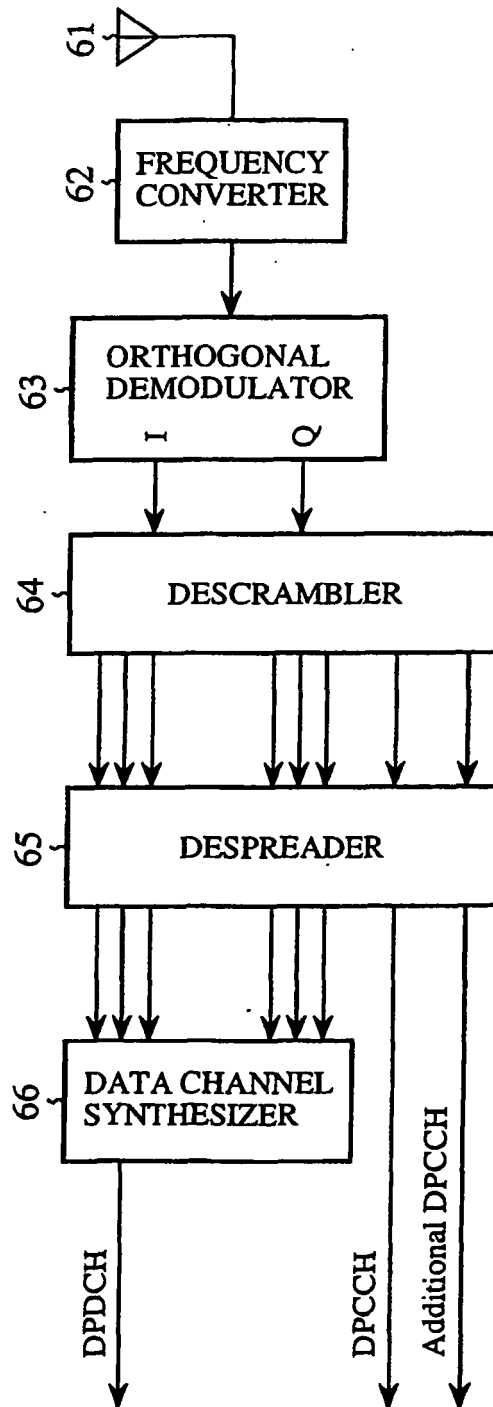 61
62
FREQUENCY
CONVERTER
63
ORTHOGONAL
DEMODULATOR
I
Q
64
DESCRAMBLER
65
DESPREADER
66
DATA CHANNEL
SYNTHESIZER
DPDCH
DPCCH
Additional DPCCH